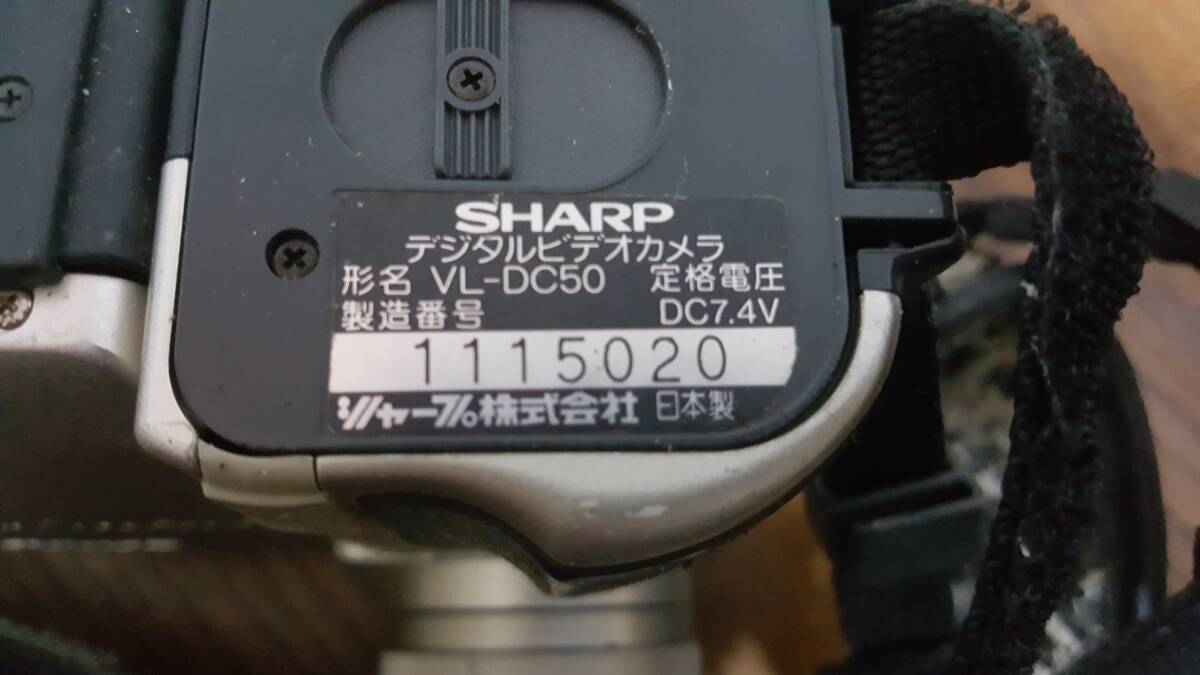 SHARP
デジタルビデオカメラ
形名 VL-DC50 定格電圧
製造番号 DC7.4V
1115020
シャープ株式会社 日本製